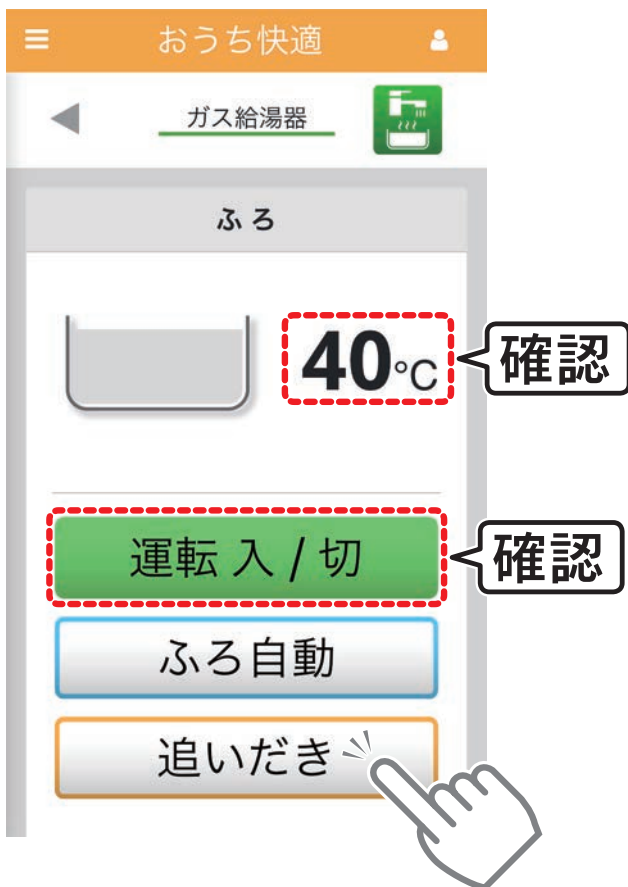 おうち快適
ガス給湯器
ふろ
40℃
確認
運転 入 / 切
確認
ふろ自動
追いだき